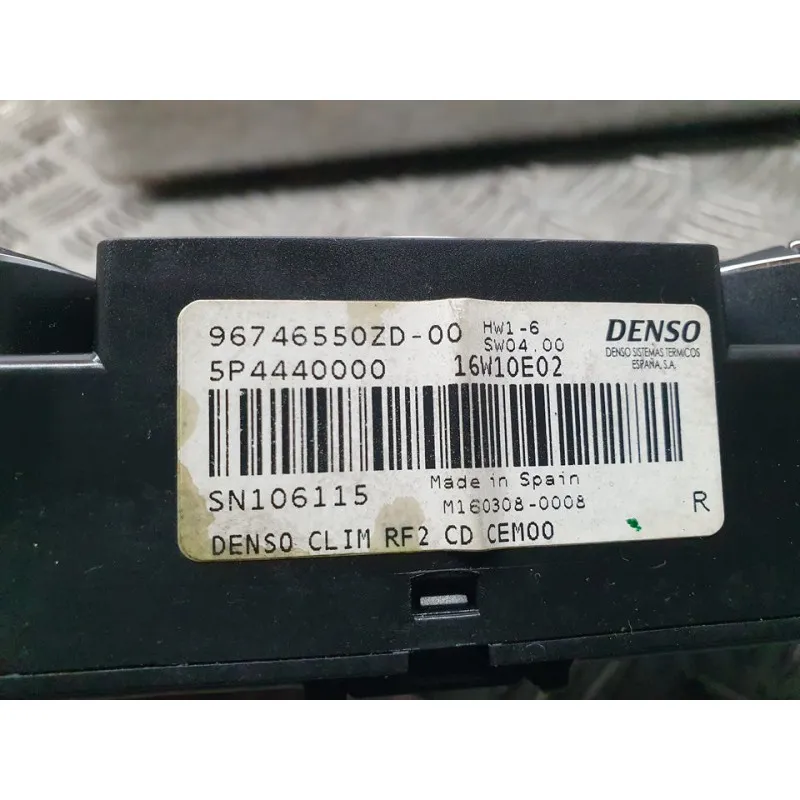 96746550ZD-00 HW1-6
SW04.00
DENSO
DENSO SISTEMAS TERMICOS
ESPAÑA, S.A.
5P4440000 16W10E02
SN106115 Made in Spain
M160308-0008 R
DENSO CLIM RF2 CD CEM00